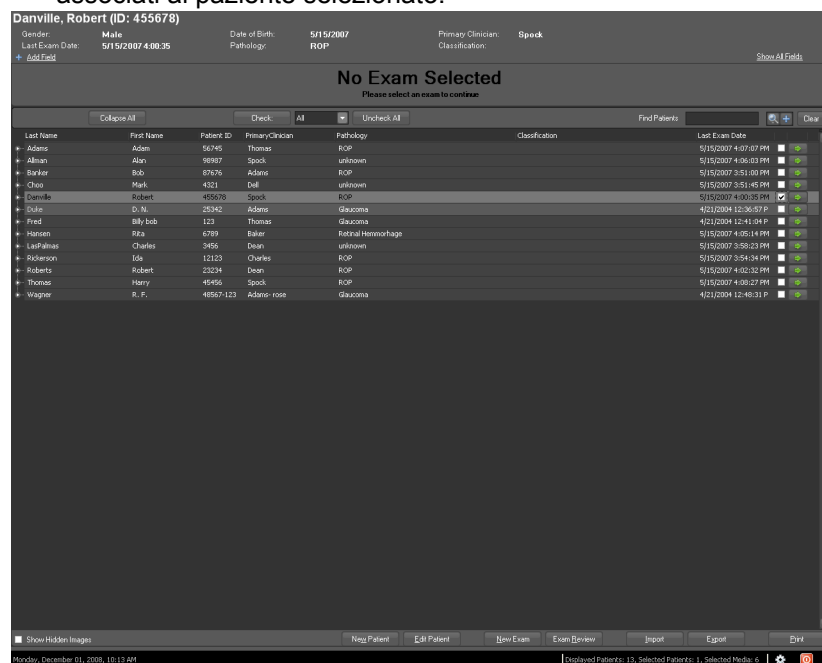 associati al paziente selezionato.
Danville, Robert (ID: 455678)
Gender: Male Date of Birth: 5/15/2007 Primary Clinician: Spock
Last Exam Date: 5/15/2007 4:00:35 Pathology: ROP Classification:
+ Add Field Show All Fields
No Exam Selected
Please select an exam to continue
Collapse All Check: All Uncheck All Find Patients Clear
Last Name First Name Patient ID PrimaryClinician Pathology Classification Last Exam Date
Adams Adam 56745 Thomas ROP 5/15/2007 4:07:07 PM
Allman Alan 98987 Spock unknown 5/15/2007 4:06:03 PM
Banker Bob 87676 Adams ROP 5/15/2007 3:51:00 PM
Choo Mark 4321 Dell unknown 5/15/2007 3:51:45 PM
Danville Robert 455678 Spock ROP 5/15/2007 4:00:35 PM
Duke D. N. 25342 Adams Glaucoma 4/21/2004 12:36:57 P
Fred Billy bob 123 Thomas Glaucoma 4/21/2004 12:41:04 P
Hansen Rita 6789 Baker Retinal Hemmorhage 5/15/2007 4:05:14 PM
LasPalmas Charles 3456 Dean unknown 5/15/2007 3:58:23 PM
Rickerson Ida 12123 Charles ROP 5/15/2007 3:54:34 PM
Roberts Robert 23234 Dean ROP 5/15/2007 4:02:32 PM
Thomas Harry 45456 Spock ROP 5/15/2007 4:08:27 PM
Wagner R. F. 48567-123 Adams- rose Glaucoma 4/21/2004 12:48:31 P
Show Hidden Images New Patient Edit Patient New Exam Exam Review Import Export Print
Monday, December 01, 2008, 10:13 AM Displayed Patients: 13, Selected Patients: 1, Selected Media: 6